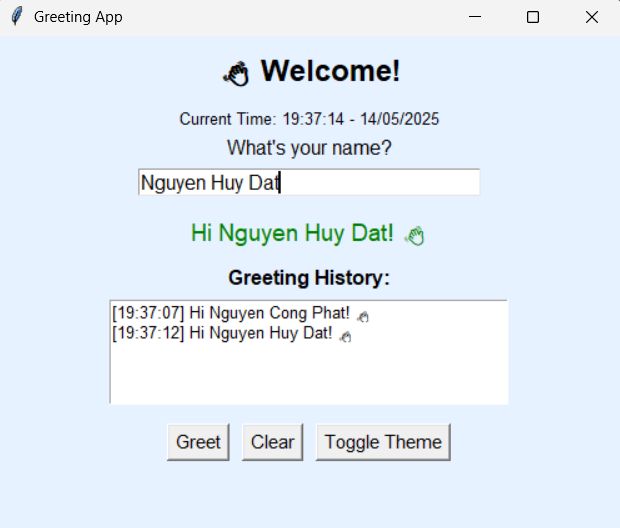 Greeting App
👋 Welcome!
Current Time: 19:37:14 - 14/05/2025
What's your name?
Nguyen Huy Dat
Hi Nguyen Huy Dat! 👋
Greeting History:
[19:37:07] Hi Nguyen Cong Phat! 👋
[19:37:12] Hi Nguyen Huy Dat! 👋
Greet Clear Toggle Theme